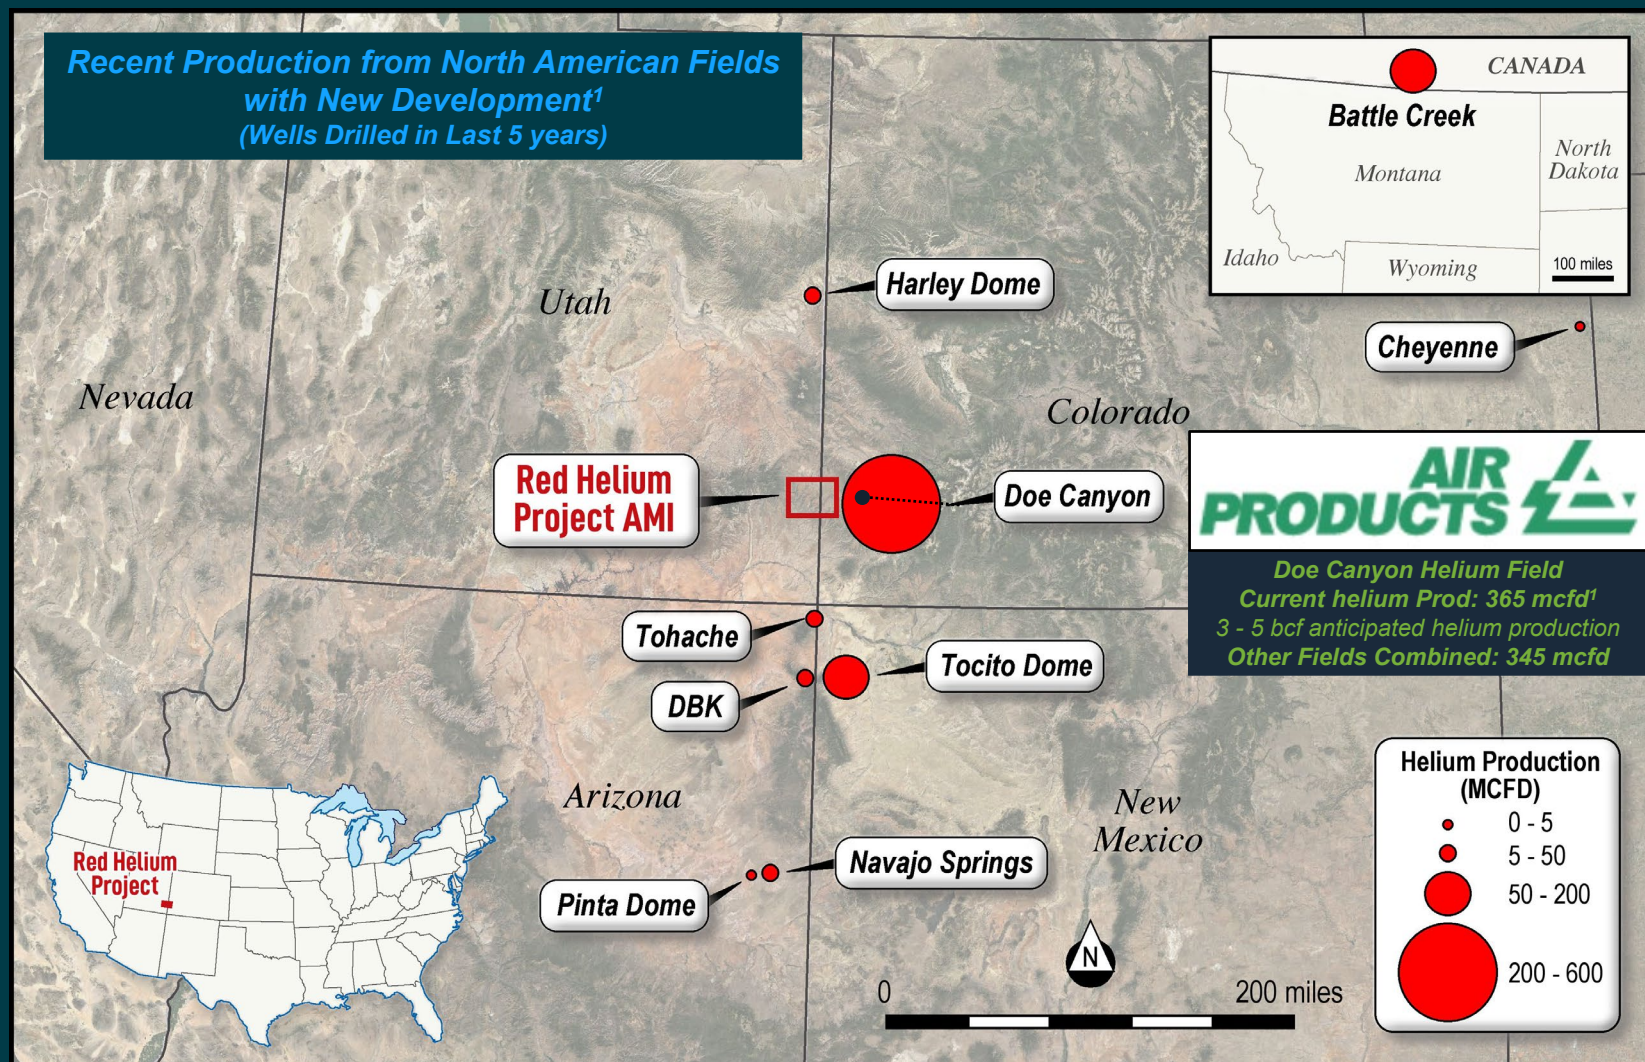 Recent Production from North American Fields
with New Development¹
(Wells Drilled in Last 5 years)
CANADA
Battle Creek
Montana
North
Dakota
Idaho
Wyoming
100 miles
Harley Dome
Utah
Cheyenne
Nevada
Colorado
Red Helium
Project AMI
Doe Canyon
AIR
PRODUCTS
Doe Canyon Helium Field
Current helium Prod: 365 mcfd¹
3 - 5 bcf anticipated helium production
Other Fields Combined: 345 mcfd
Tohache
Tocito Dome
DBK
Arizona
New
Mexico
Navajo Springs
Pinta Dome
Red Helium
Project
N
0
200 miles
Helium Production
(MCFD)
0 - 5
5 - 50
50 - 200
200 - 600